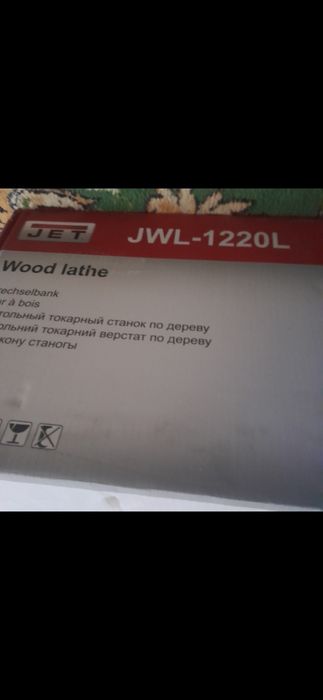 JET
JWL-1220L
Wood lathe
rechselbank
r à bois
тольный токарный станок по дереву
ольний токарний верстат по дереву
кону станогы